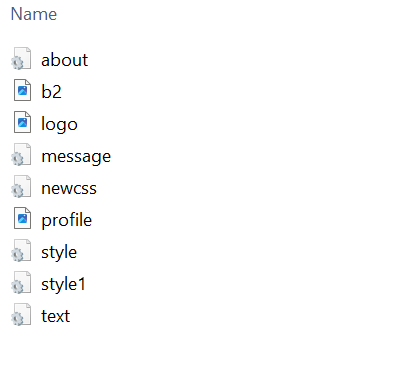 Name
about
b2
logo
message
newcss
profile
style
style1
text